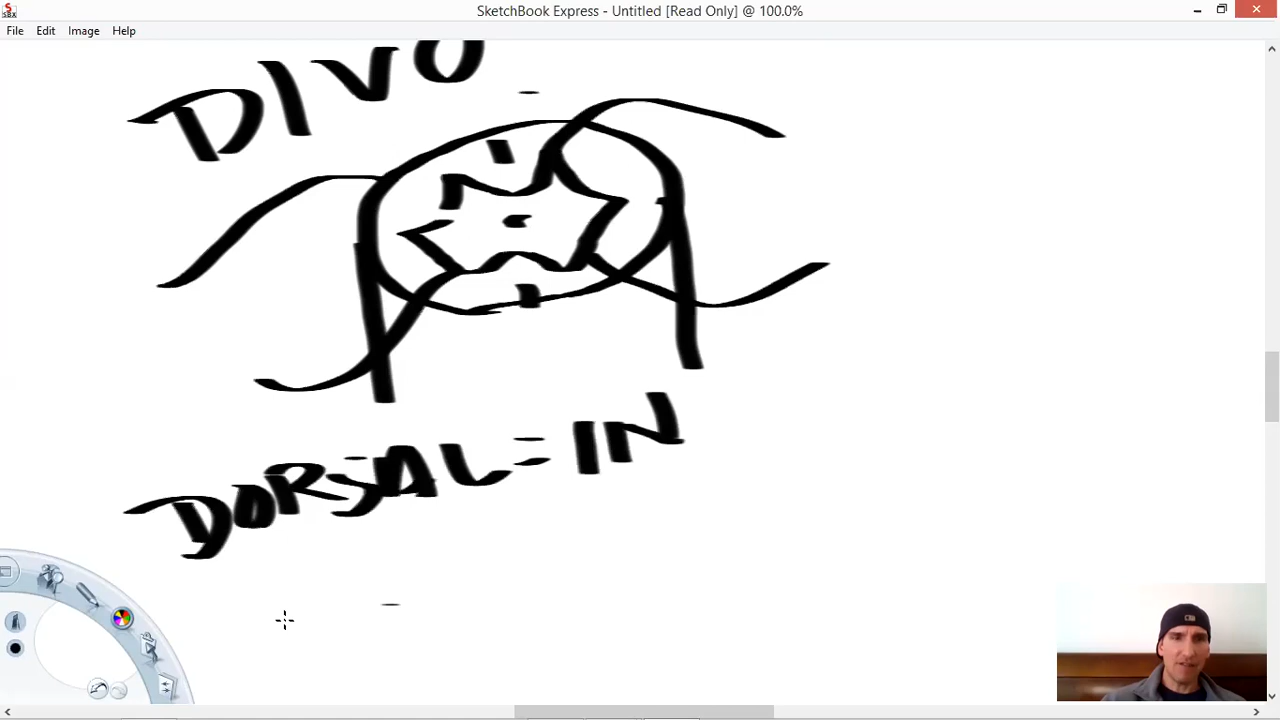 SketchBook Express - Untitled [Read Only] @ 100.0%
File Edit Image Help
DIVO
DORSAL = IN